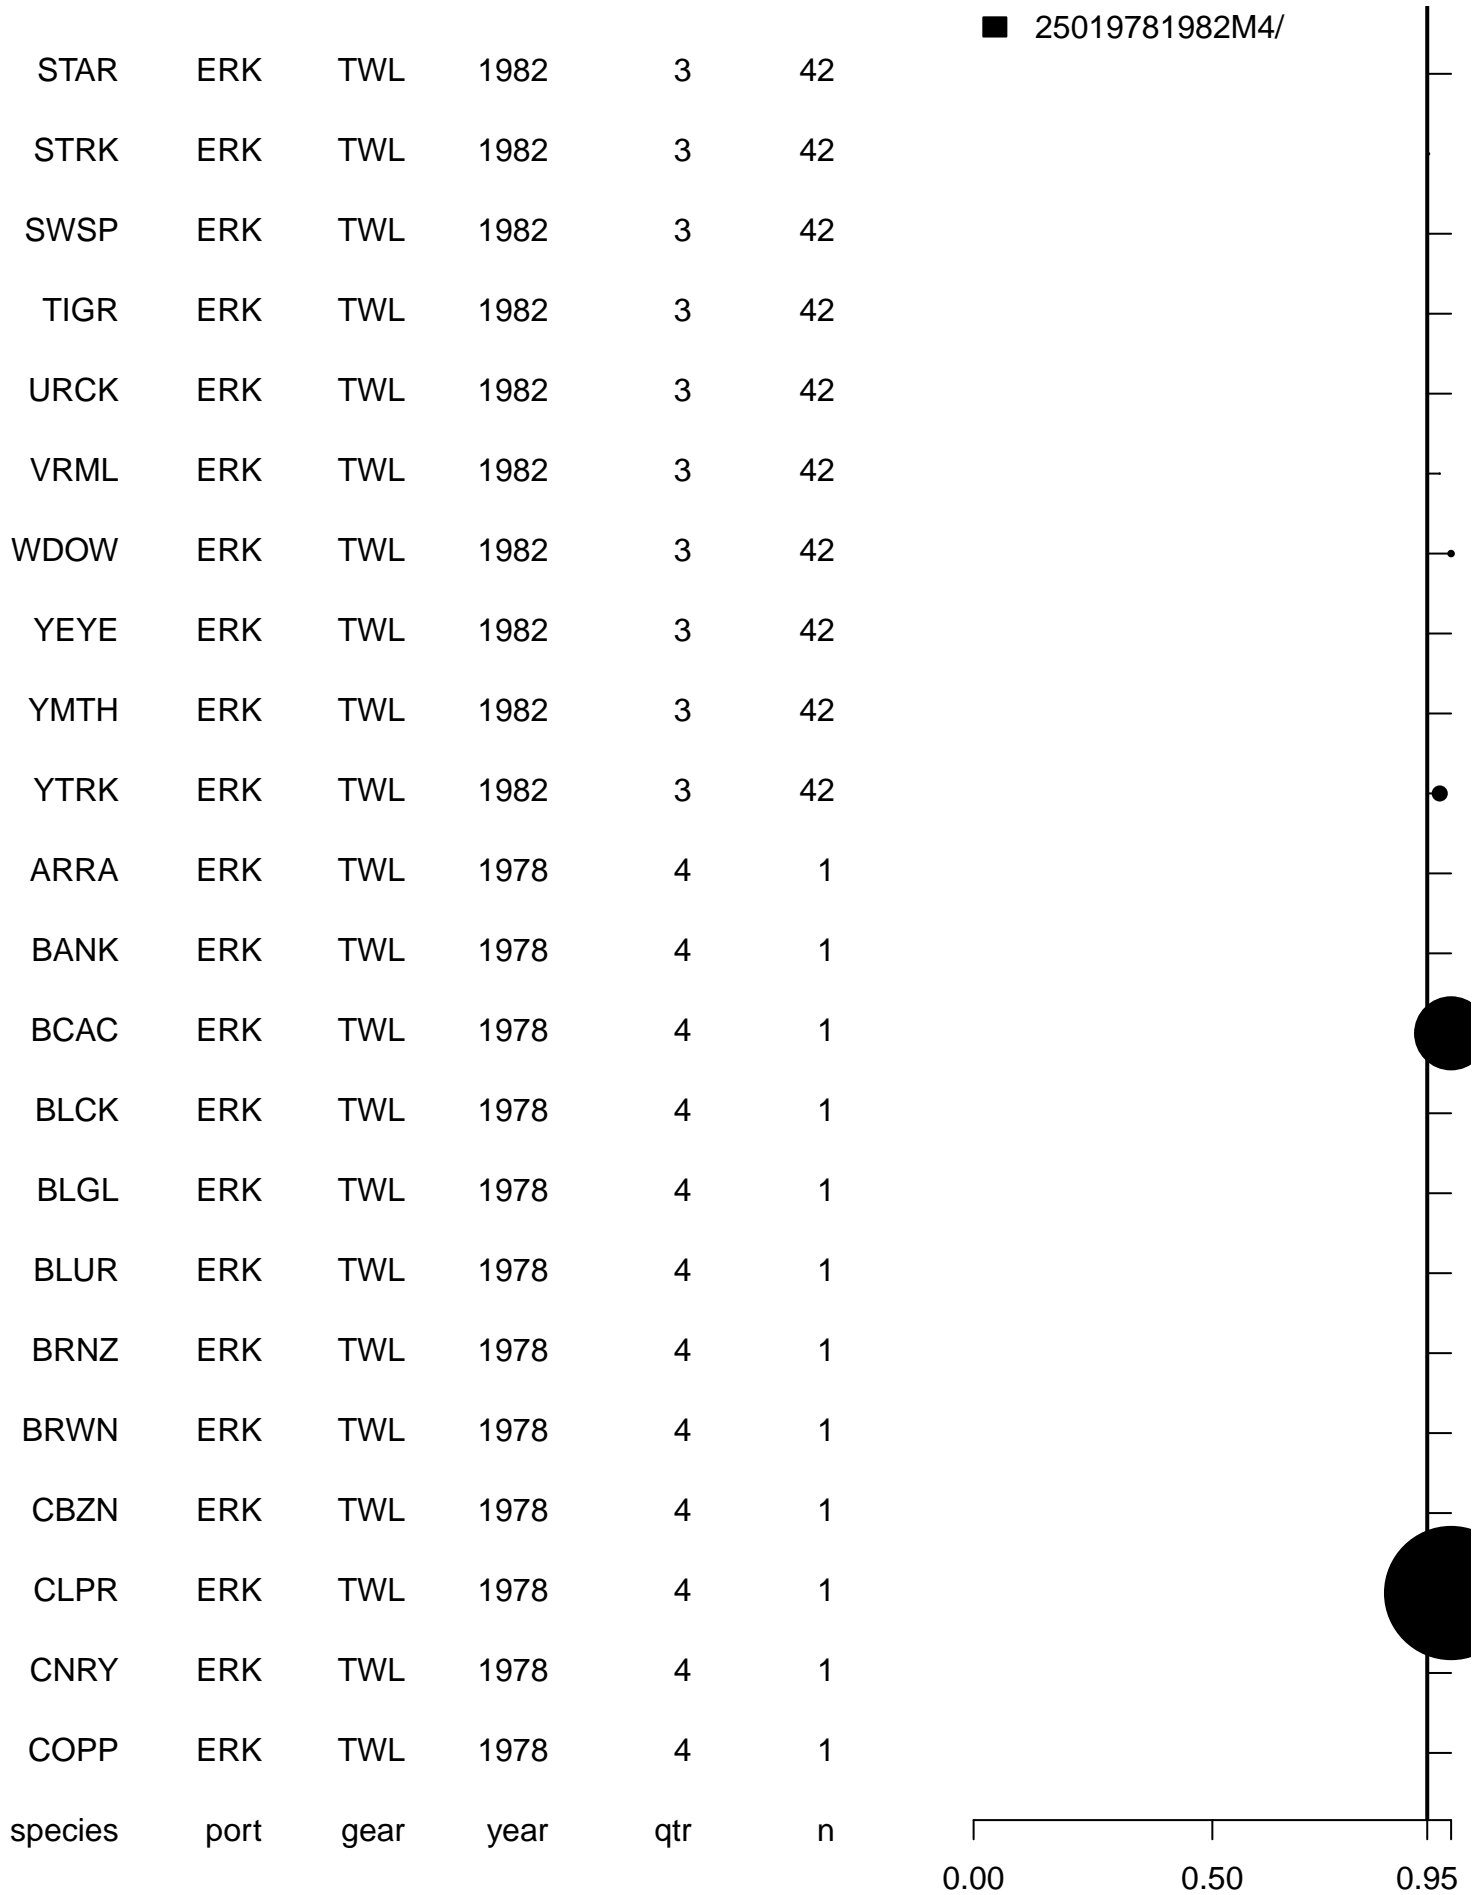 25019781982M4/
STAR ERK TWL 1982 3 42
STRK ERK TWL 1982 3 42
SWSP ERK TWL 1982 3 42
TIGR ERK TWL 1982 3 42
URCK ERK TWL 1982 3 42
VRML ERK TWL 1982 3 42
WDOW ERK TWL 1982 3 42
YEYE ERK TWL 1982 3 42
YMTH ERK TWL 1982 3 42
YTRK ERK TWL 1982 3 42
ARRA ERK TWL 1978 4 1
BANK ERK TWL 1978 4 1
BCAC ERK TWL 1978 4 1
BLCK ERK TWL 1978 4 1
BLGL ERK TWL 1978 4 1
BLUR ERK TWL 1978 4 1
BRNZ ERK TWL 1978 4 1
BRWN ERK TWL 1978 4 1
CBZN ERK TWL 1978 4 1
CLPR ERK TWL 1978 4 1
CNRY ERK TWL 1978 4 1
COPP ERK TWL 1978 4 1
species port gear year qtr n
0.00 0.50 0.95